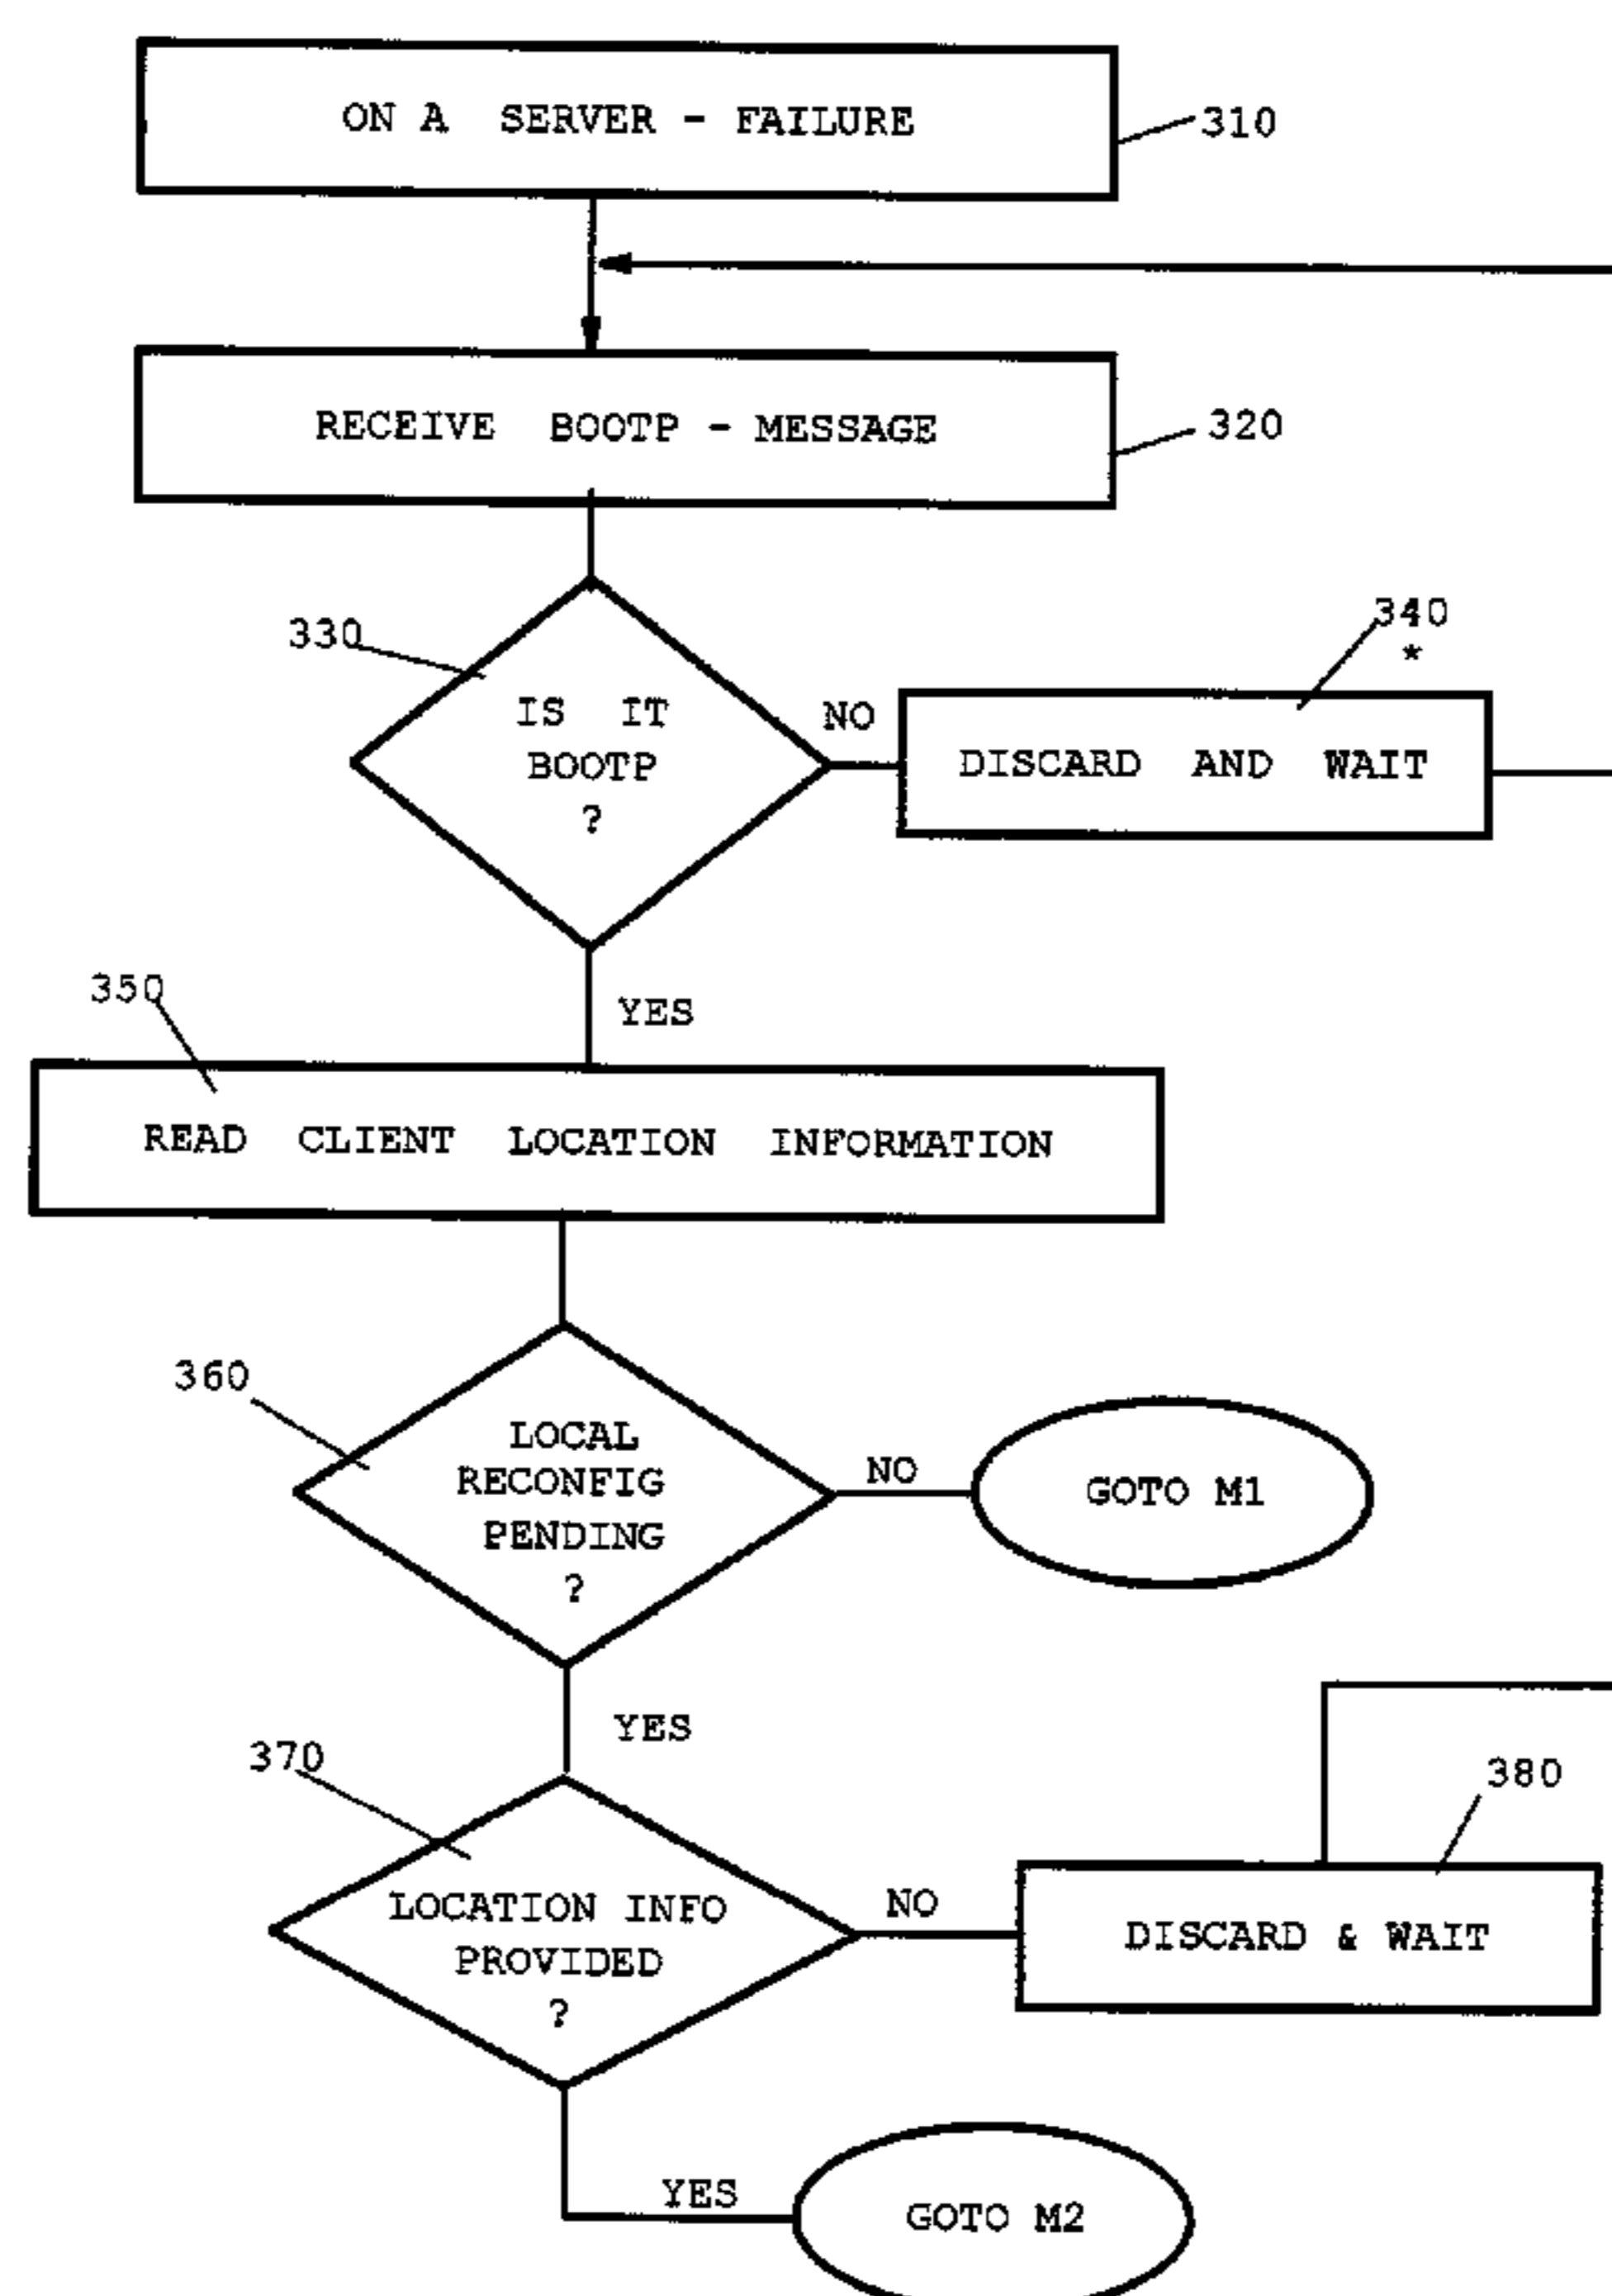 ON A SERVER - FAILURE
310
RECEIVE BOOTP - MESSAGE
320
330
IS IT
BOOTP
?
NO
340
*
DISCARD AND WAIT
YES
350
READ CLIENT LOCATION INFORMATION
360
LOCAL
RECONFIG
PENDING
?
NO
GOTO M1
YES
370
LOCATION INFO
PROVIDED
?
NO
380
DISCARD & WAIT
YES
GOTO M2